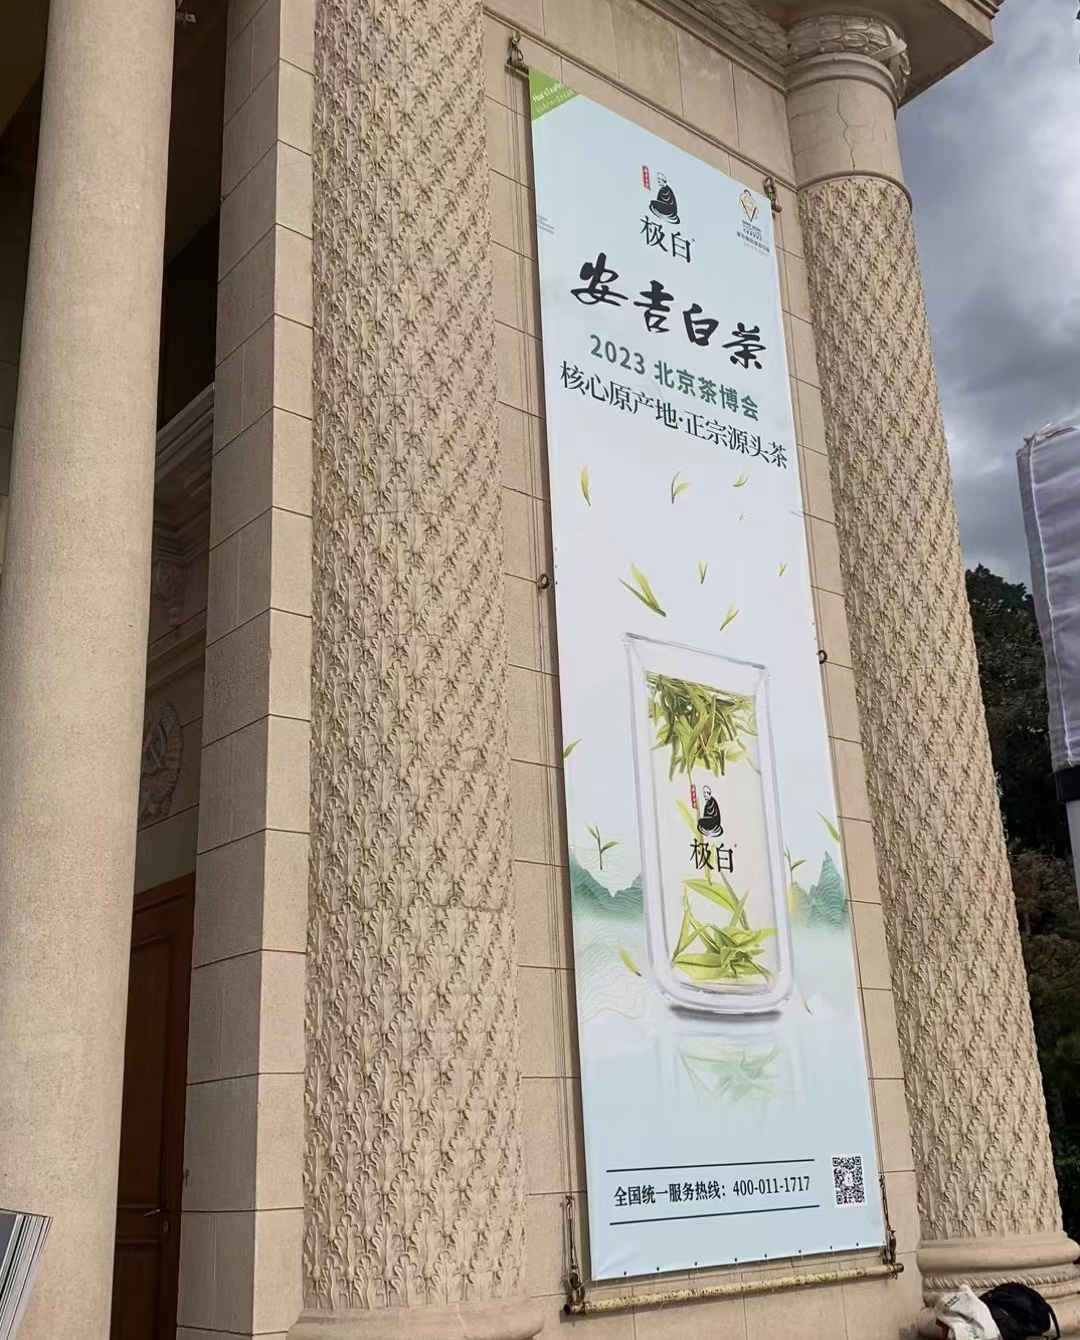 极白
安吉白茶
2023 北京茶博会
核心原产地·正宗源头茶
极白
全国统一服务热线：400-011-1717